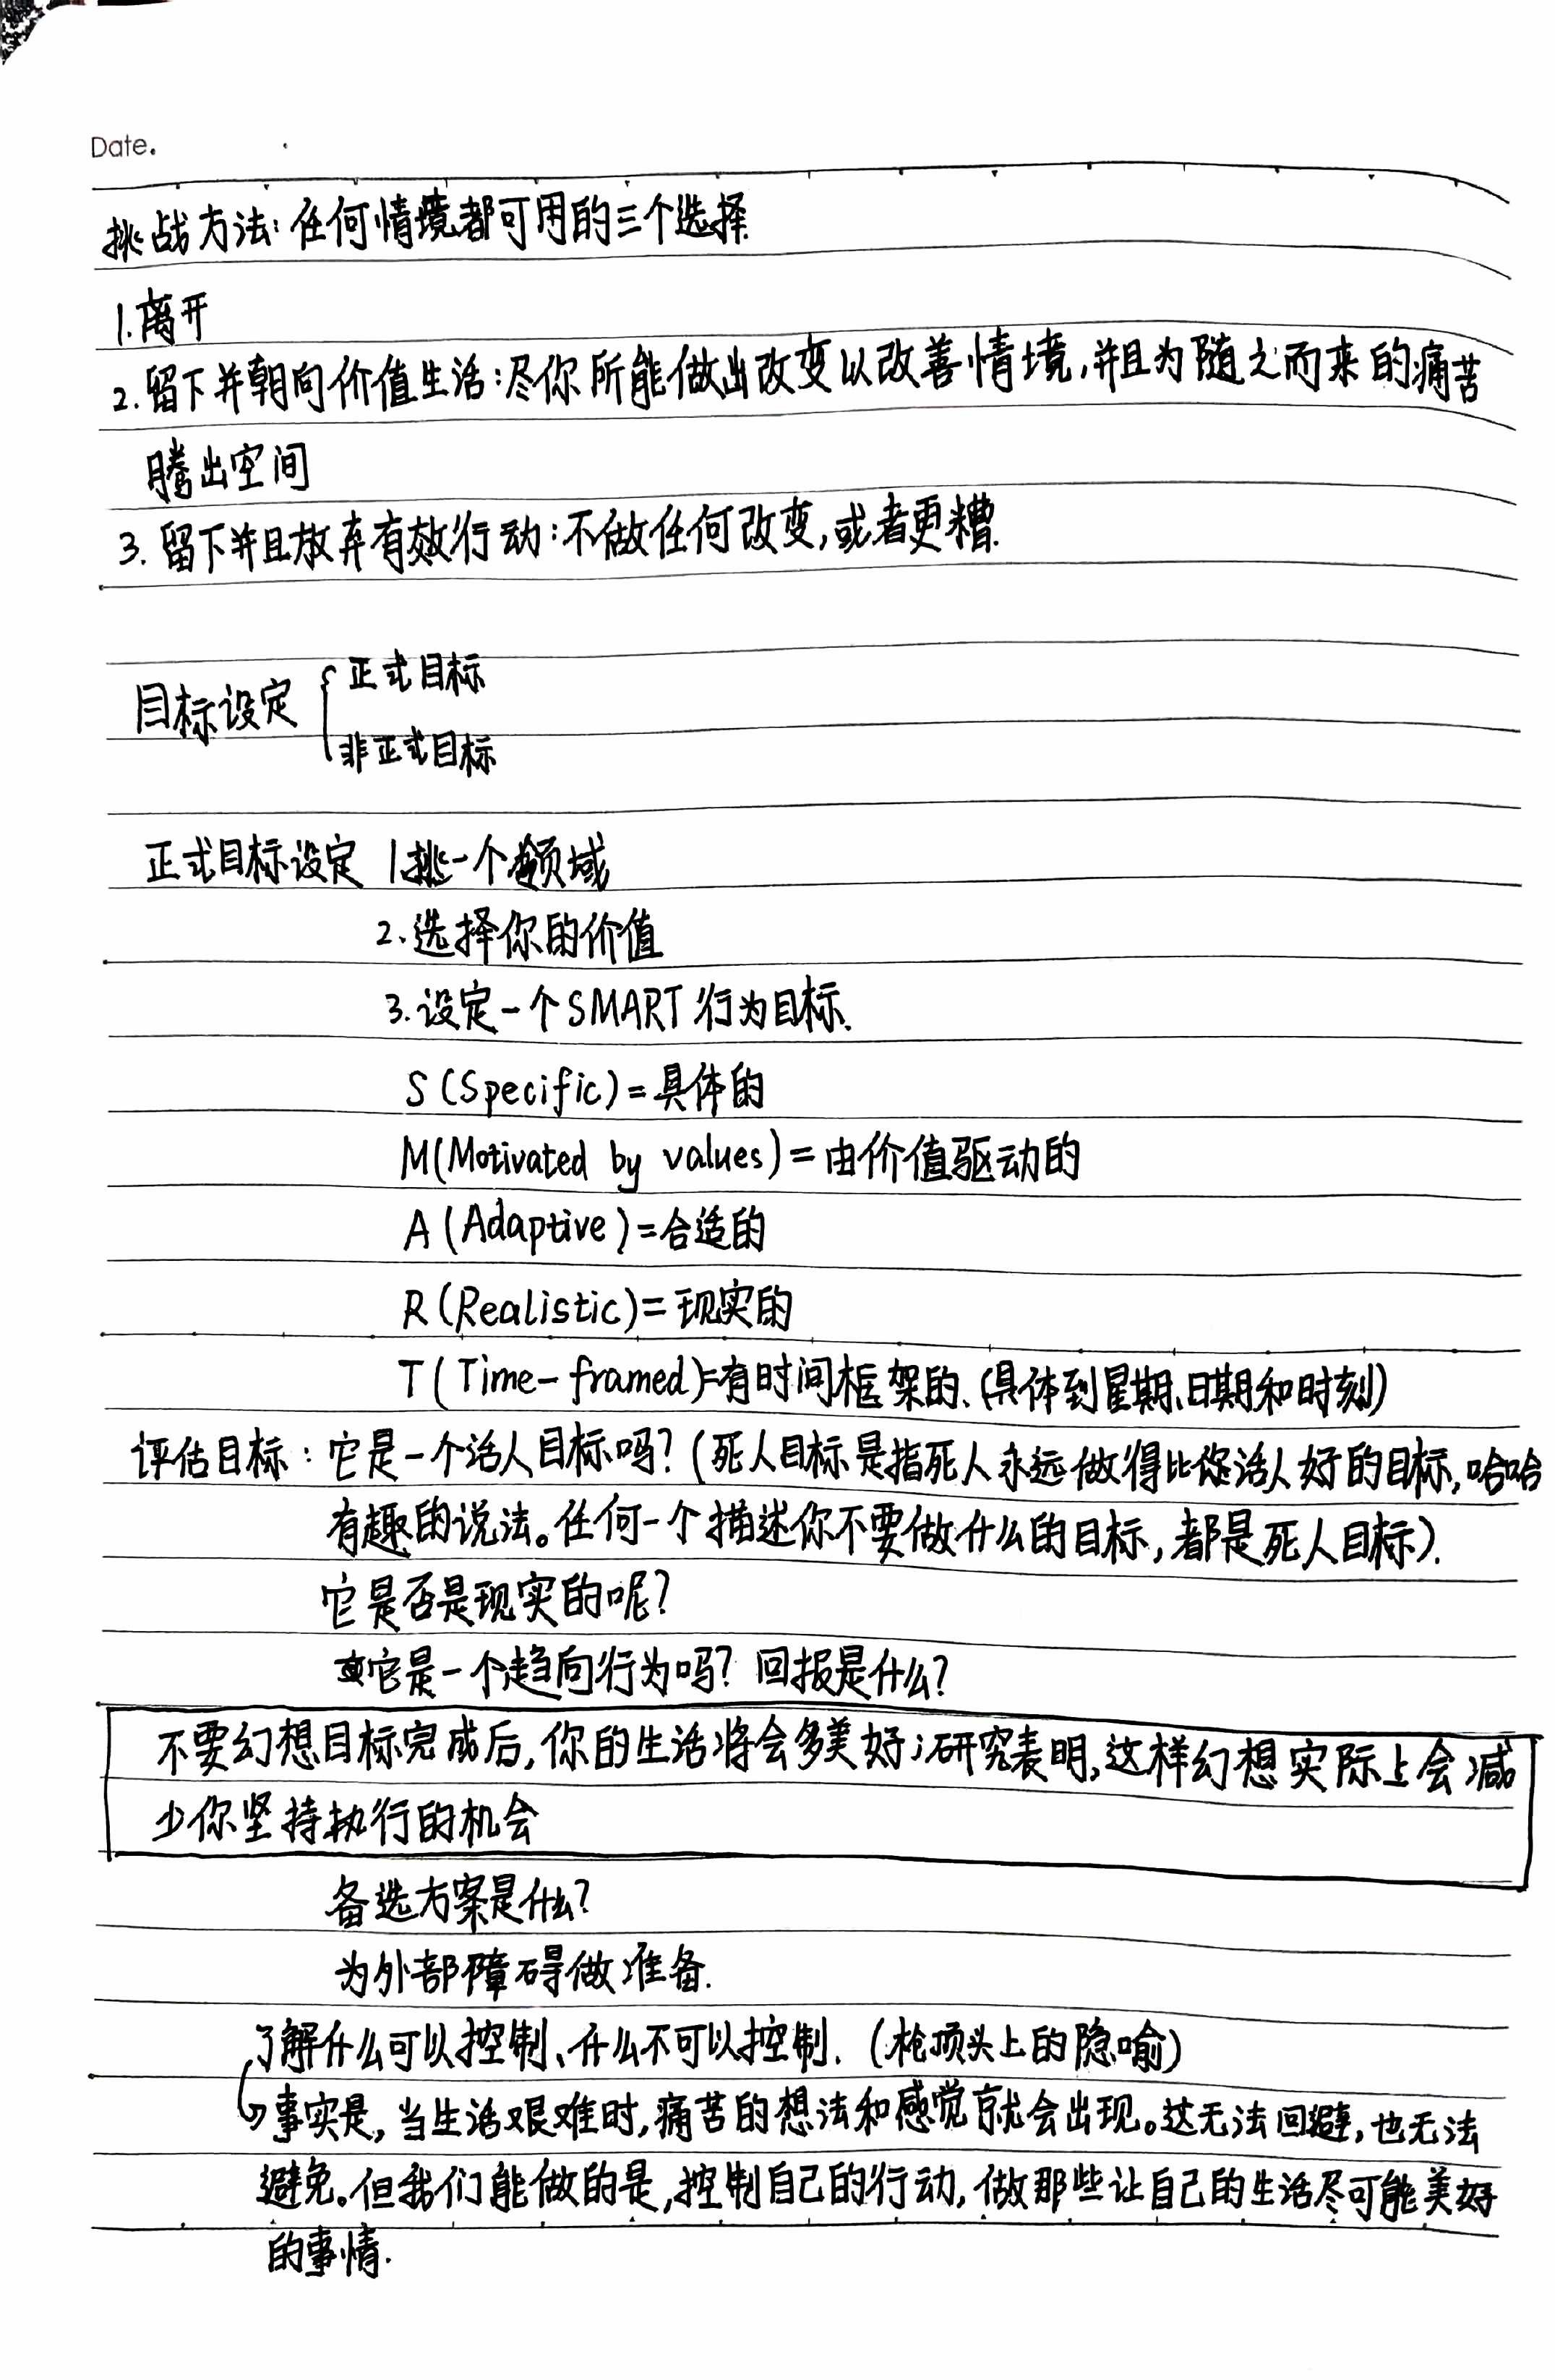 Date.
挑战方法:任何情境都可用的三个选择.
1.离开
2.留下并朝向价值生活:尽你所能做出改变以改善情境,并且为随之而来的痛苦
腾出空间
3.留下并且放弃有效行动:不做任何改变,或者更糟.
目标设定
正式目标
非正式目标
正式目标设定 1.挑一个领域
2.选择你的价值
3.设定一个SMART行为目标.
S(Specific)=具体的
M(Motivated by values)=由价值驱动的
A(Adaptive)=合适的
R(Realistic)=现实的
T(Time-framed)=有时间框架的.(具体到星期、日期和时刻)
评估目标:它是一个活人目标吗?(死人目标是指死人永远做得比你活人好的目标,哈哈
有趣的说法。任何一个描述你不要做什么的目标,都是死人目标).
它是否是现实的呢?
它是一个趋向行为吗?回报是什么?
不要幻想目标完成后,你的生活将会多美好;研究表明,这样幻想实际上会减
少你坚持执行的机会
备选方案是什么?
为外部障碍做准备.
了解什么可以控制、什么不可以控制.(枪顶头上的隐喻)
事实是,当生活艰难时,痛苦的想法和感觉就会出现。这无法回避,也无法
避免。但我们能做的是,控制自己的行动,做那些让自己的生活尽可能美好
的事情.